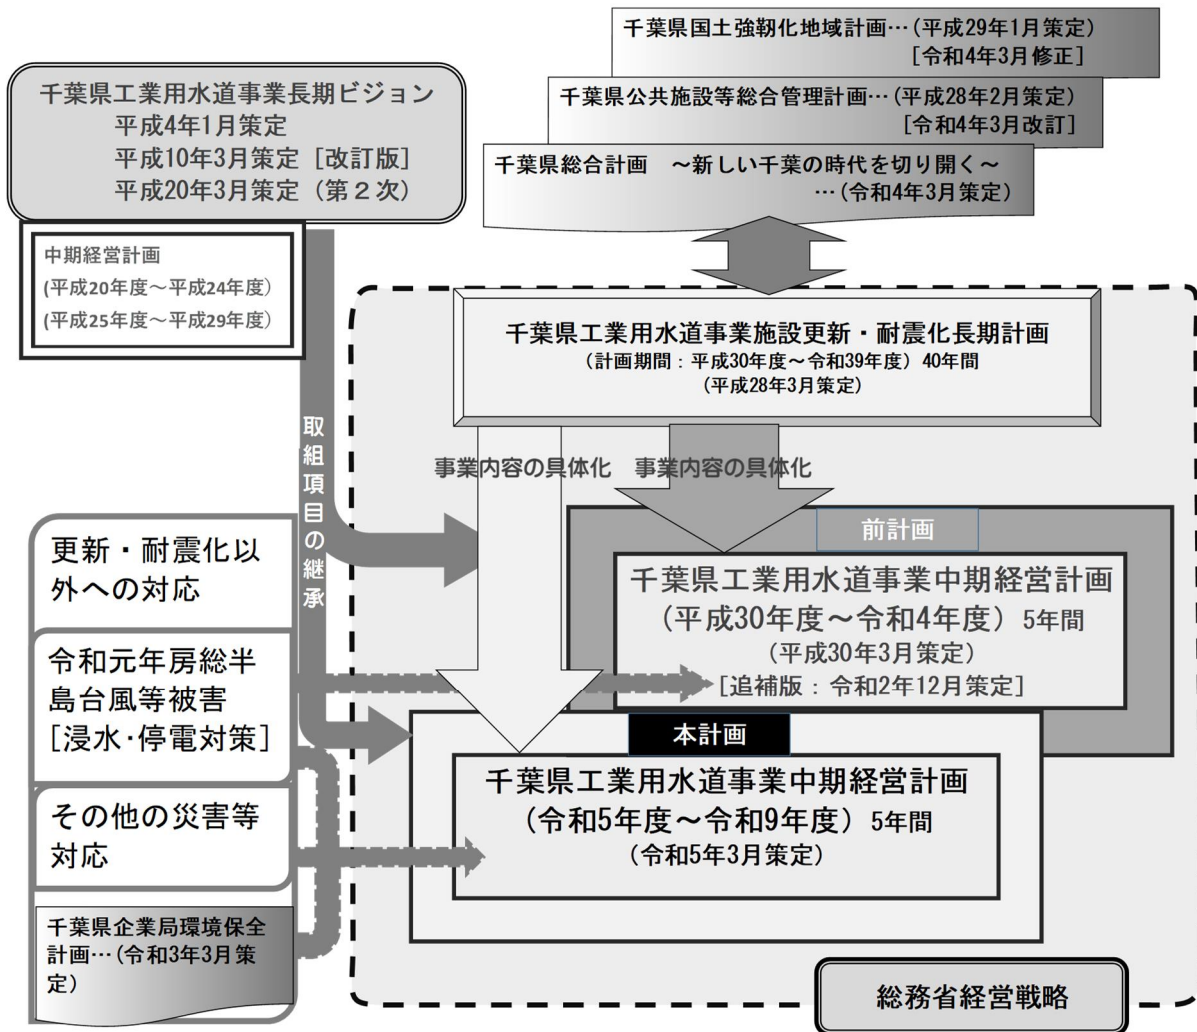 千葉県国土強靭化地域計画…(平成29年1月策定)
[令和4年3月修正]
千葉県公共施設等総合管理計画…(平成28年2月策定)
[令和4年3月改訂]
千葉県総合計画　～新しい千葉の時代を切り開く～
…(令和4年3月策定)
千葉県工業用水道事業長期ビジョン
平成4年1月策定
平成10年3月策定 [改訂版]
平成20年3月策定（第２次）
中期経営計画
(平成20年度～平成24年度)
(平成25年度～平成29年度)
千葉県工業用水道事業施設更新・耐震化長期計画
（計画期間：平成30年度～令和39年度）40年間
(平成28年3月策定)
取組項目の継承
事業内容の具体化
事業内容の具体化
前計画
千葉県工業用水道事業中期経営計画
（平成30年度～令和4年度）5年間
(平成30年3月策定)
[追補版：令和2年12月策定]
更新・耐震化以
外への対応
令和元年房総半
島台風等被害
[浸水･停電対策]
その他の災害等
対応
千葉県企業局環境保全
計画…(令和3年3月策
定)
本計画
千葉県工業用水道事業中期経営計画
（令和5年度～令和9年度）5年間
(令和5年3月策定)
総務省経営戦略